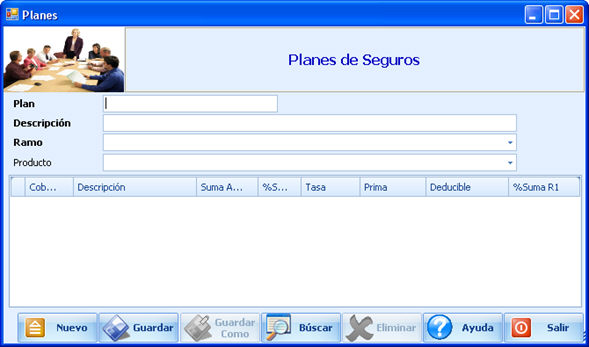 Planes
Planes de Seguros
Plan
Descripción
Ramo
Producto
Cob... Descripción Suma A... %S... Tasa Prima Deducible %Suma R1
Nuevo Guardar Guardar Como Búscar Eliminar Ayuda Salir